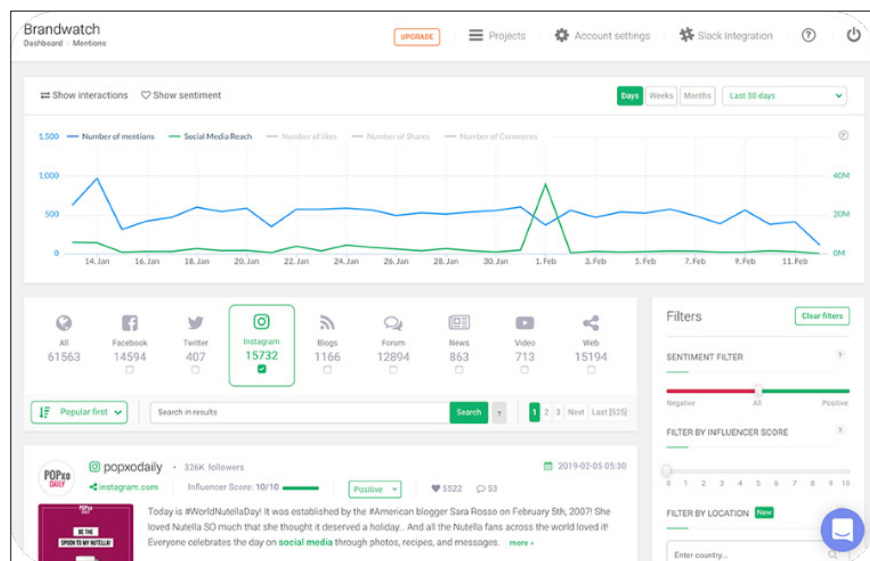 Brandwatch
Dashboard · Mentions
UPGRADE
Projects
Account settings
Slack Integration
?
Show interactions
Show sentiment
Days Weeks Months
Last 30 days
1,500
Number of mentions
Social Media Reach
Number of likes
Number of Shares
Number of Comments
?
1,000
40M
500
20M
0
0M
14. Jan 16. Jan 18. Jan 20. Jan 22. Jan 24. Jan 26. Jan 28. Jan 30. Jan 1. Feb 2. Feb 5. Feb 7. Feb 9. Feb 11. Feb
All Facebook Twitter Instagram Blogs Forum News Video Web
61563 14594 407 15732 1166 12894 863 713 15194
Popular first
Search in results
Search
?
1 2 3 Next Last [525]
Filters
Clear filters
SENTIMENT FILTER
?
Negative All Positive
FILTER BY INFLUENCER SCORE
?
0 1 2 3 4 5 6 7 8 9 10
FILTER BY LOCATION New
Enter country...
POPxo
DAILY
popxodaily · 326K followers
2019-02-05 05:30
instagram.com
Influencer Score: 10/10
Positive
5522
53
POPxo
DAILY
BE THE
SPOON TO MY NUTELLA!
Today is #WorldNutellaDay! It was established by the #American blogger Sara Rosso on February 5th, 2007! She
loved Nutella SO much that she thought it deserved a holiday.. And all the Nutella fans across the world loved it!
Everyone celebrates the day on social media through photos, recipes, and messages. more »